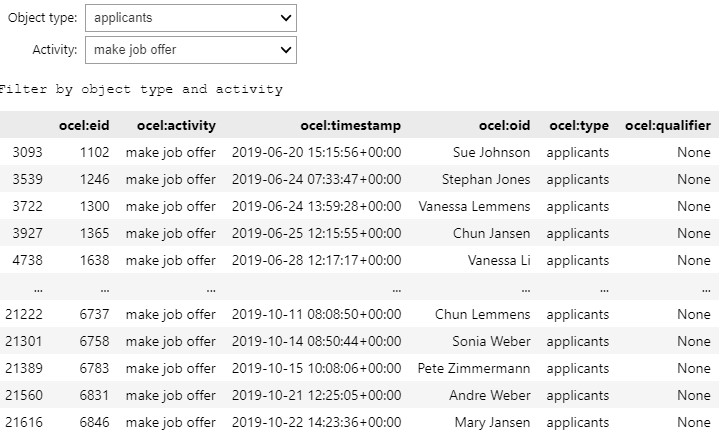 Object type: applicants
Activity: make job offer
Filter by object type and activity
ocel:eid ocel:activity ocel:timestamp ocel:oid ocel:type ocel:qualifier
3093 1102 make job offer 2019-06-20 15:15:56+00:00 Sue Johnson applicants None
3539 1246 make job offer 2019-06-24 07:33:47+00:00 Stephan Jones applicants None
3722 1300 make job offer 2019-06-24 13:59:28+00:00 Vanessa Lemmens applicants None
3927 1365 make job offer 2019-06-25 12:15:55+00:00 Chun Jansen applicants None
4738 1638 make job offer 2019-06-28 12:17:17+00:00 Vanessa Li applicants None
... ... ... ... ... ... ...
21222 6737 make job offer 2019-10-11 08:08:50+00:00 Chun Lemmens applicants None
21301 6758 make job offer 2019-10-14 08:50:44+00:00 Sonia Weber applicants None
21389 6783 make job offer 2019-10-15 10:08:06+00:00 Pete Zimmermann applicants None
21560 6831 make job offer 2019-10-21 12:25:05+00:00 Andre Weber applicants None
21616 6846 make job offer 2019-10-22 14:23:36+00:00 Mary Jansen applicants None